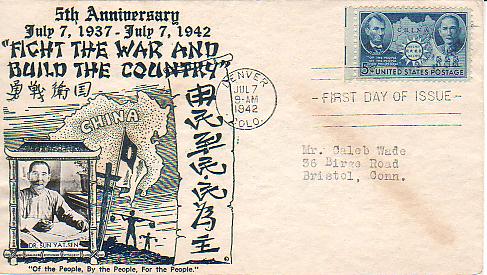 5th Anniversary
July 7, 1937 - July 7, 1942
"FIGHT THE WAR AND
BUILD THE COUNTRY"
CHINA
DR. SUN YAT-SEN
"Of the People, By the People, For the People."
DENVER
JUL 7
9-AM
1942
COLO.
CHINA
5¢ UNITED STATES POSTAGE
FIRST DAY OF ISSUE
Mr. Caleb Wade
36 Birge Road
Bristol, Conn.